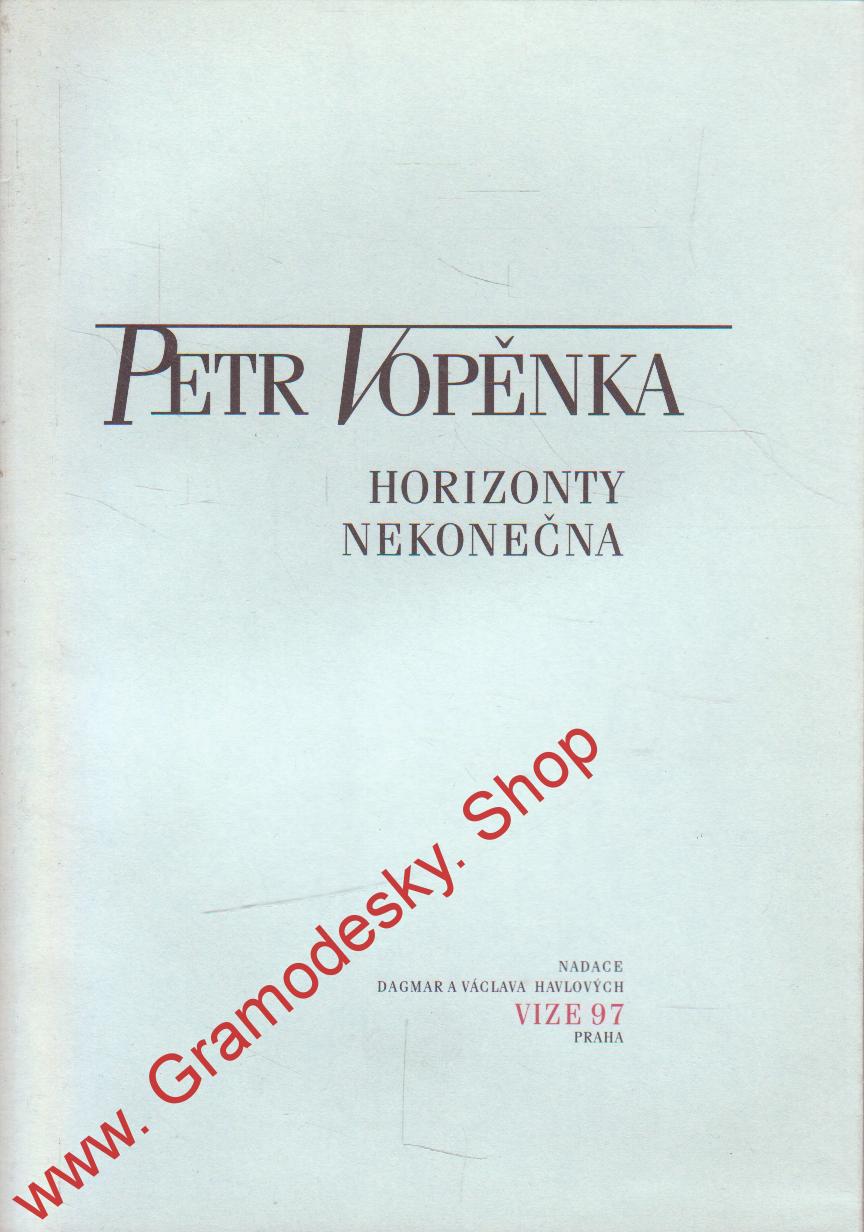 PETR VOPĚNKA
HORIZONTY
NEKONEČNA
www. Gramodesky. Shop
NADACE
DAGMAR A VÁCLAVA HAVLOVÝCH
VIZE 97
PRAHA